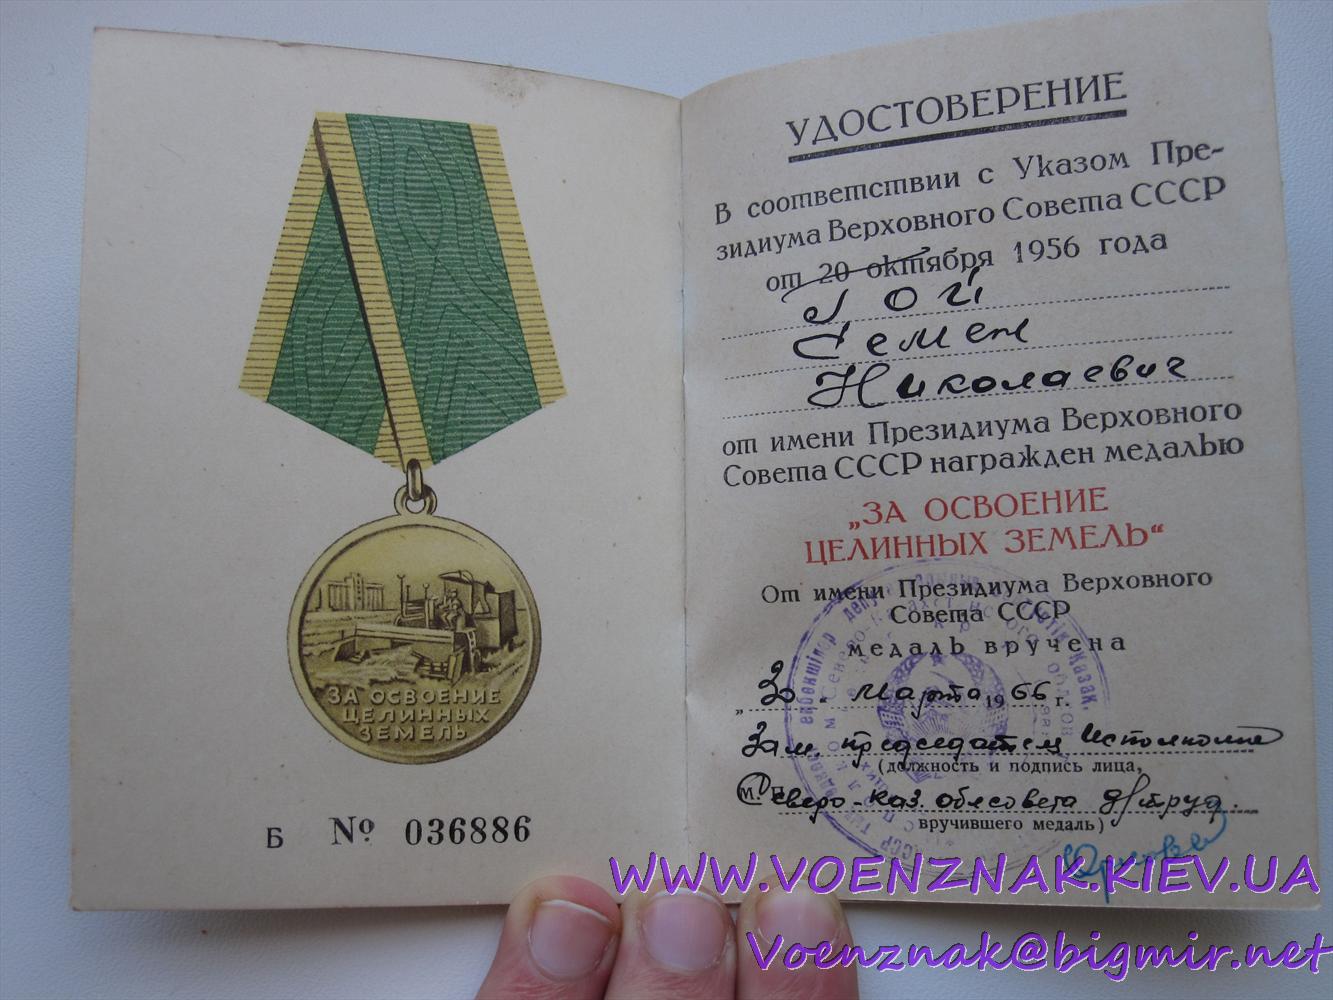 ЗА ОСВОЕНИЕ
ЦЕЛИННЫХ
ЗЕМЕЛЬ
Б № 036886
УДОСТОВЕРЕНИЕ
В соответствии с Указом Пре-
зидиума Верховного Совета СССР
от 20 октября 1956 года
Гой
Семен
Николаевич
от имени Президиума Верховного
Совета СССР награжден медалью
„ЗА ОСВОЕНИЕ
ЦЕЛИННЫХ ЗЕМЕЛЬ“
От имени Президиума Верховного
Совета СССР
медаль вручена
„30 . марта 1966 г.
Зам. председателя Исполкома
(должность и подпись лица,
М. П. Северо-каз. облсовета д/труд.
вручившего медаль)
WWW.VOENZNAK.KIEV.UA
Voenznak@bigmir.net